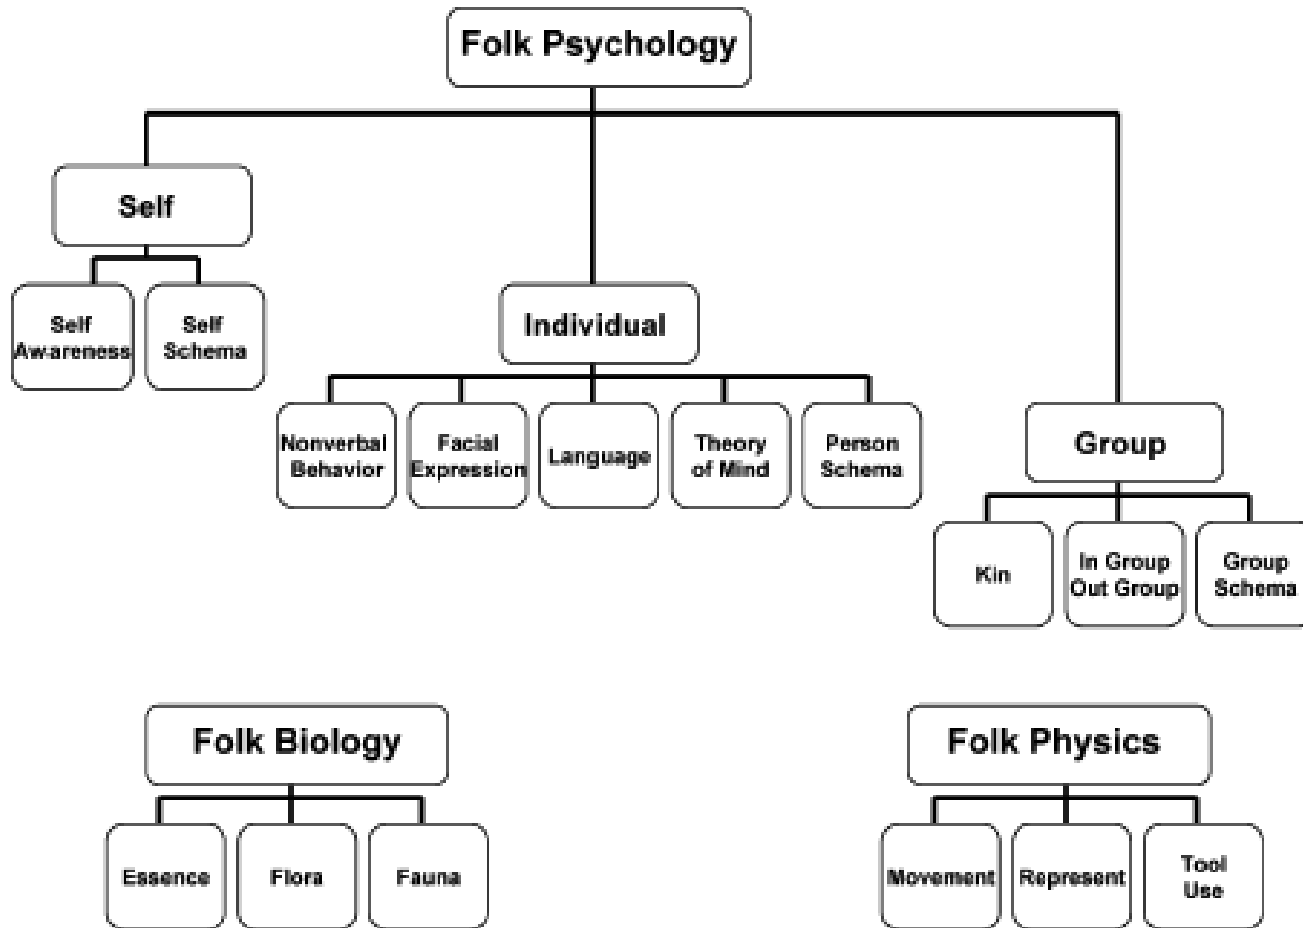 Folk Psychology
Self
Self
Awareness
Self
Schema
Individual
Nonverbal
Behavior
Facial
Expression
Language
Theory
of Mind
Person
Schema
Group
Kin
In Group
Out Group
Group
Schema
Folk Biology
Essence
Flora
Fauna
Folk Physics
Movement
Represent
Tool
Use